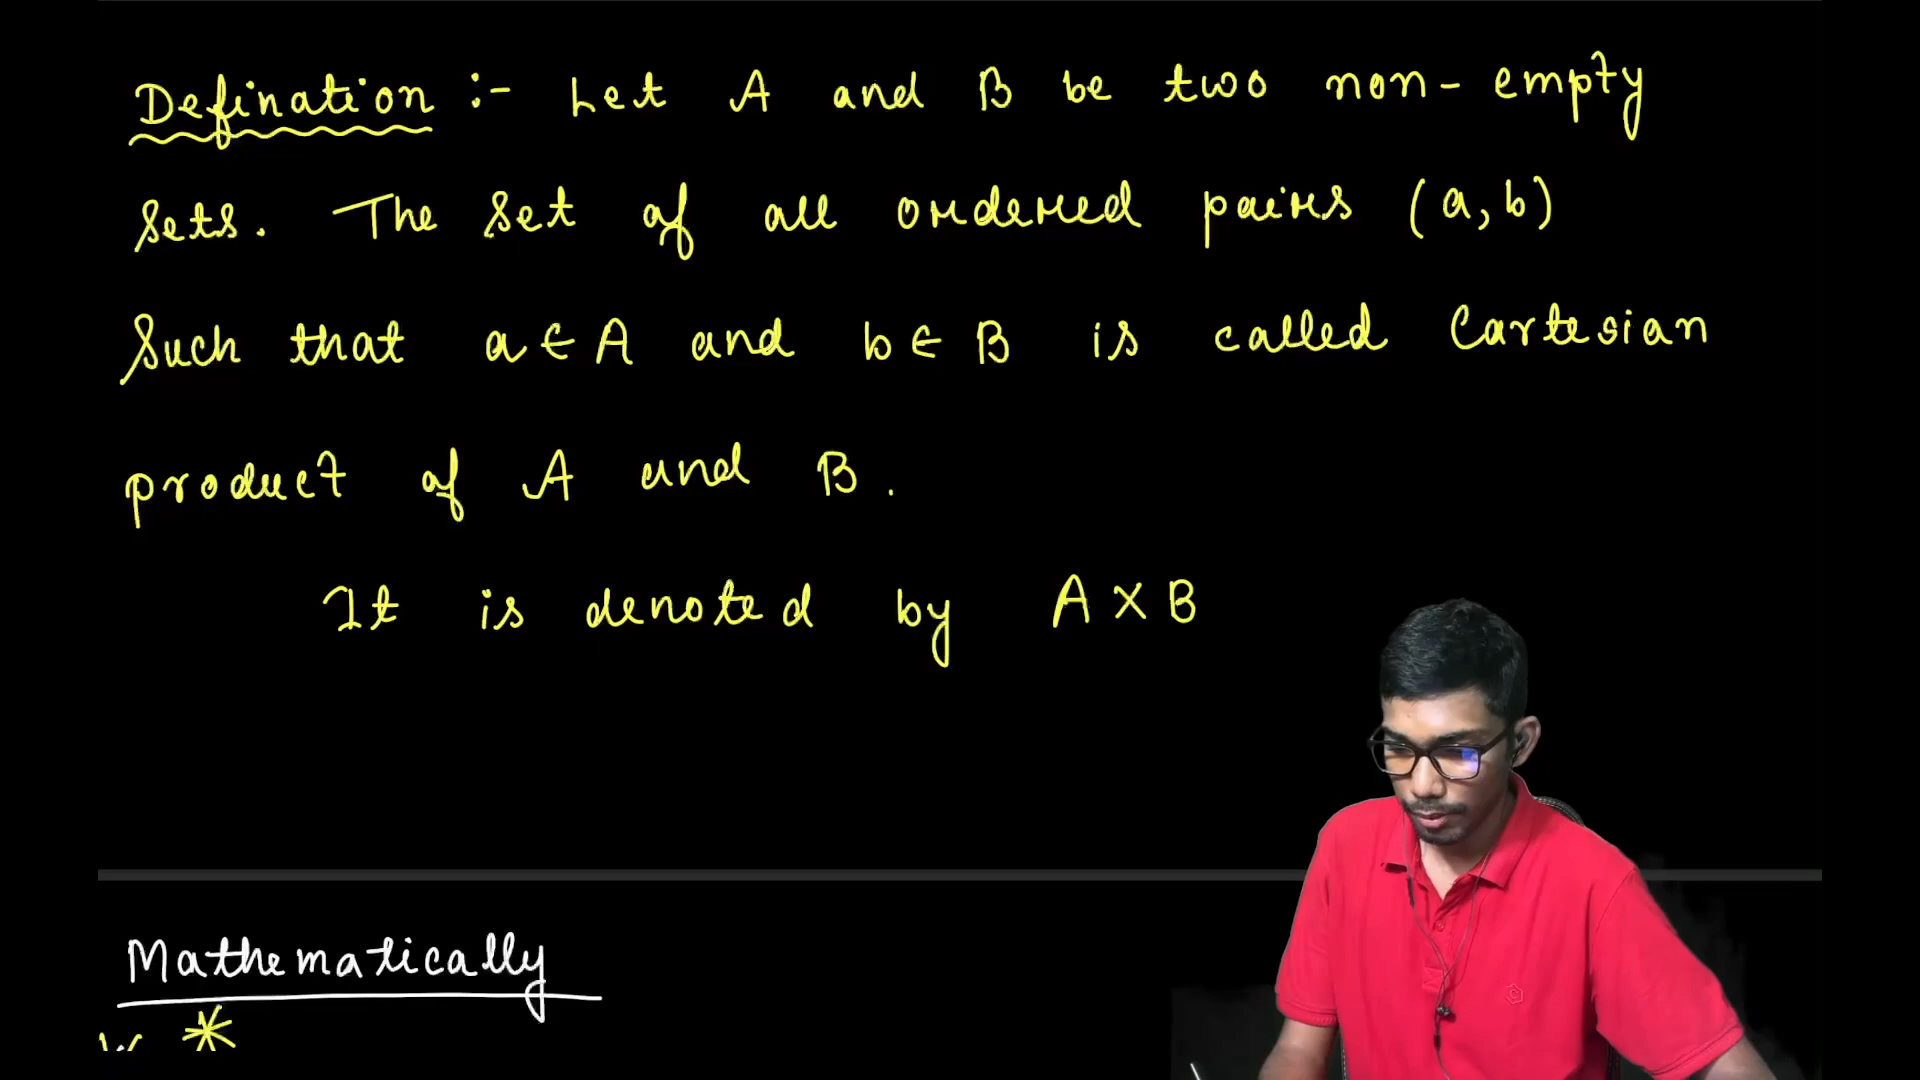 Defination :- Let A and B be two non-empty
sets. The set of all ordered pairs (a, b)
Such that a ∈ A and b ∈ B is called Cartesian
product of A and B.
It is denoted by A × B
Mathematically
*